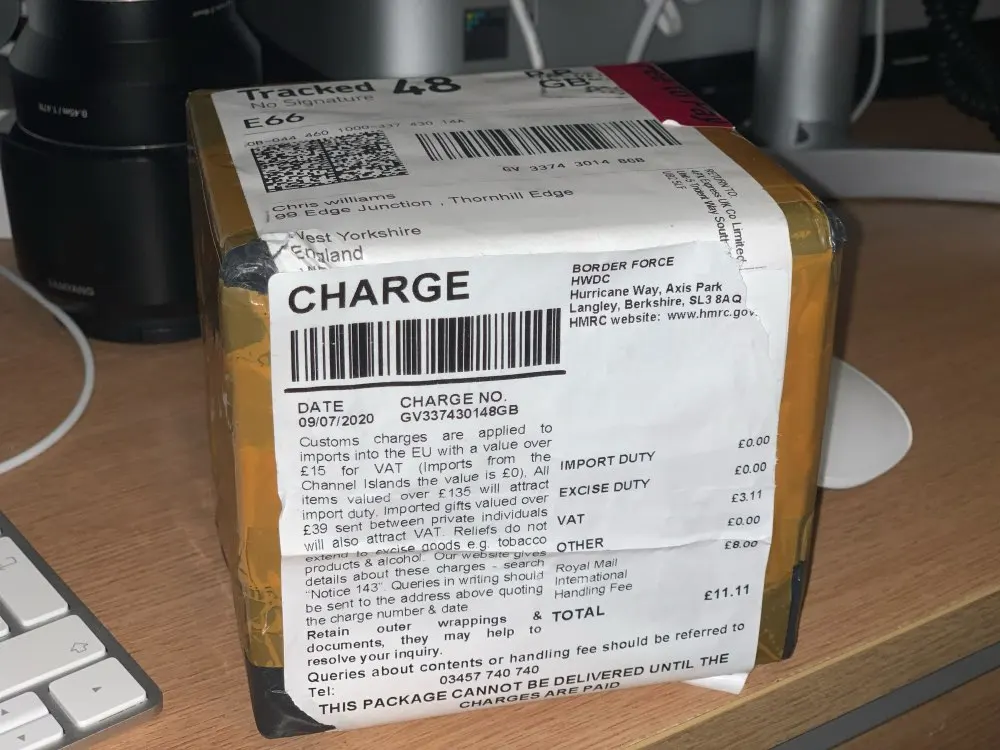 Tracked 48
No Signature
E66
GV 3374 3014 8GB
Chris williams
99 Edge Junction , Thornhill Edge
West Yorkshire
England
RETURN TO
CHARGE
DATE
09/07/2020
CHARGE NO.
GV337430148GB
Customs charges are applied to
imports into the EU with a value over
£15 for VAT (Imports from the
Channel Islands the value is £0). All
items valued over £135 will attract
import duty. Imported gifts valued over
£39 sent between private individuals
will also attract VAT. Reliefs do not
extend to excise goods e.g. tobacco
products & alcohol. Our website gives
details about these charges - search
"Notice 143". Queries in writing should
be sent to the address above quoting
the charge number & date
Retain outer wrappings &
documents, they may help to
resolve your inquiry.
BORDER FORCE
HWDC
Hurricane Way, Axis Park
Langley, Berkshire, SL3 8AQ
HMRC website: www.hmrc.gov.
IMPORT DUTY £0.00
EXCISE DUTY £0.00
VAT £3.11
OTHER £0.00
Royal Mail £8.00
International
Handling Fee
TOTAL £11.11
Queries about contents or handling fee should be referred to
Tel: 03457 740 740
THIS PACKAGE CANNOT BE DELIVERED UNTIL THE
CHARGES ARE PAID
0.45m / 1.47ft
SAMYANG